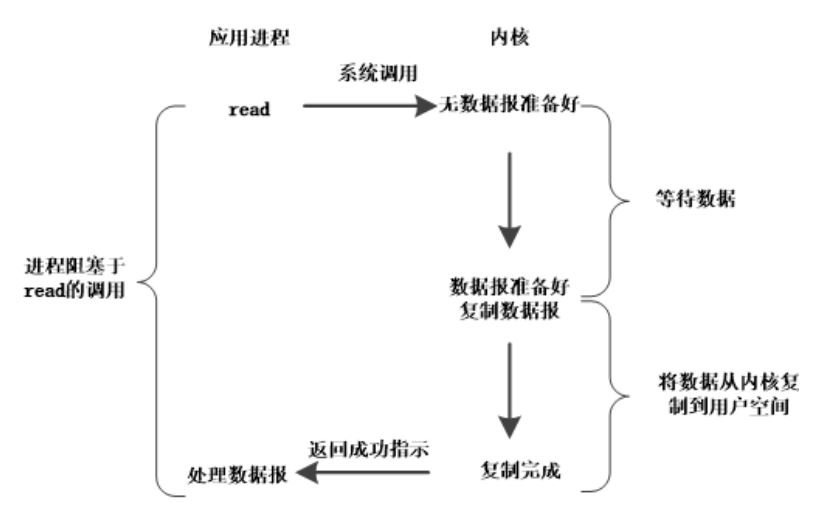 应用进程
内核
系统调用
read
无数据报准备好
等待数据
进程阻塞于
read的调用
数据报准备好
复制数据报
将数据从内核复
制到用户空间
返回成功指示
处理数据报
复制完成